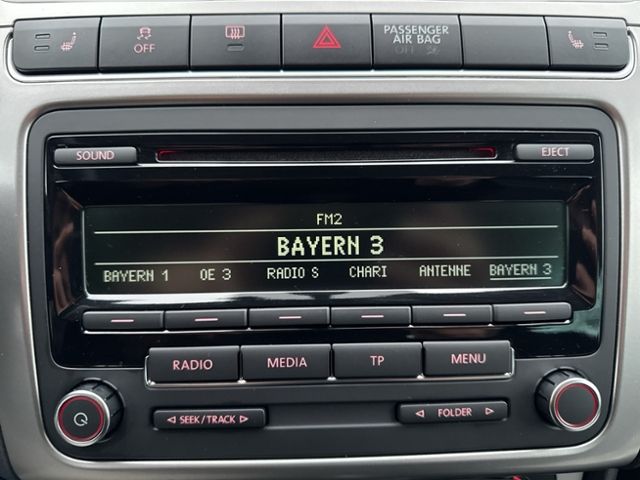 OFF
PASSENGER
AIR BAG
OFF
SOUND
EJECT
FM2
BAYERN 3
BAYERN 1 OE 3 RADIO S CHARI ANTENNE BAYERN 3
RADIO MEDIA TP MENU
SEEK/TRACK
FOLDER